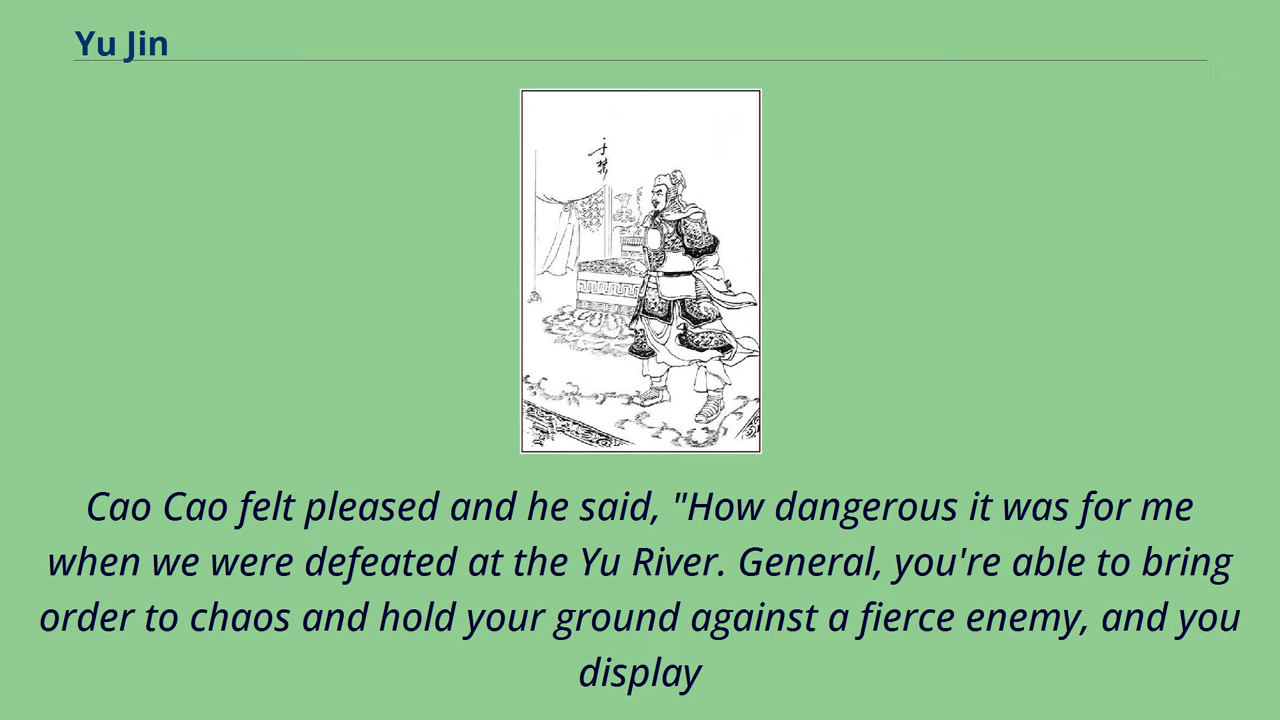 Yu Jin
于
禁
Cao Cao felt pleased and he said, "How dangerous it was for me
when we were defeated at the Yu River. General, you're able to bring
order to chaos and hold your ground against a fierce enemy, and you
display